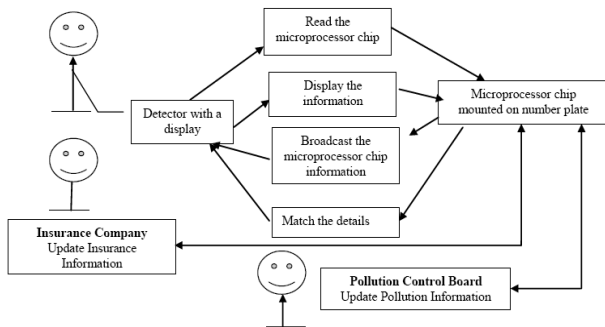 Read the
microprocessor chip
Display the
information
Microprocessor chip
mounted on number plate
Detector with a
display
Broadcast the
microprocessor chip
information
Match the details
Insurance Company
Update Insurance
Information
Pollution Control Board
Update Pollution Information